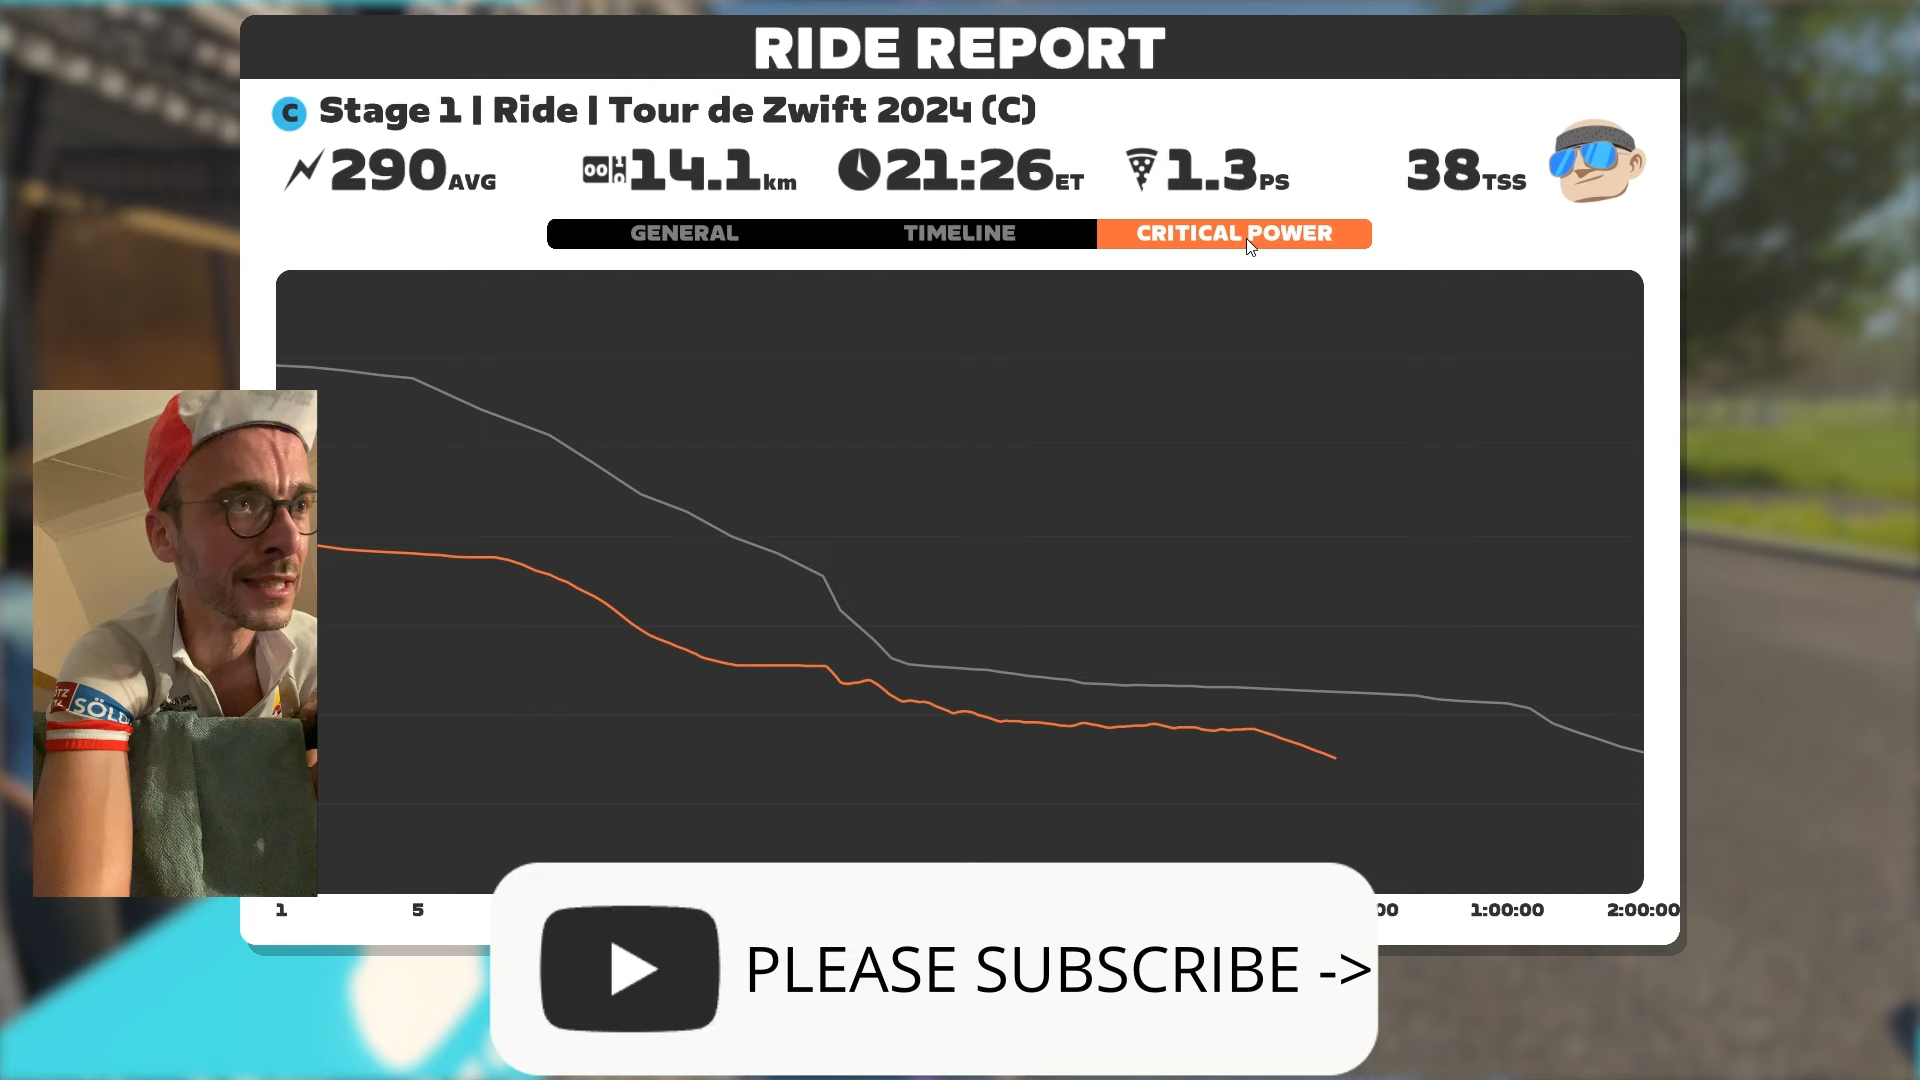 RIDE REPORT
C Stage 1 | Ride | Tour de Zwift 2024 (C)
290AVG 14.1km 21:26ET 1.3PS 38TSS
GENERAL TIMELINE CRITICAL POWER
SÖL
1 5 1:00:00 2:00:00
PLEASE SUBSCRIBE ->